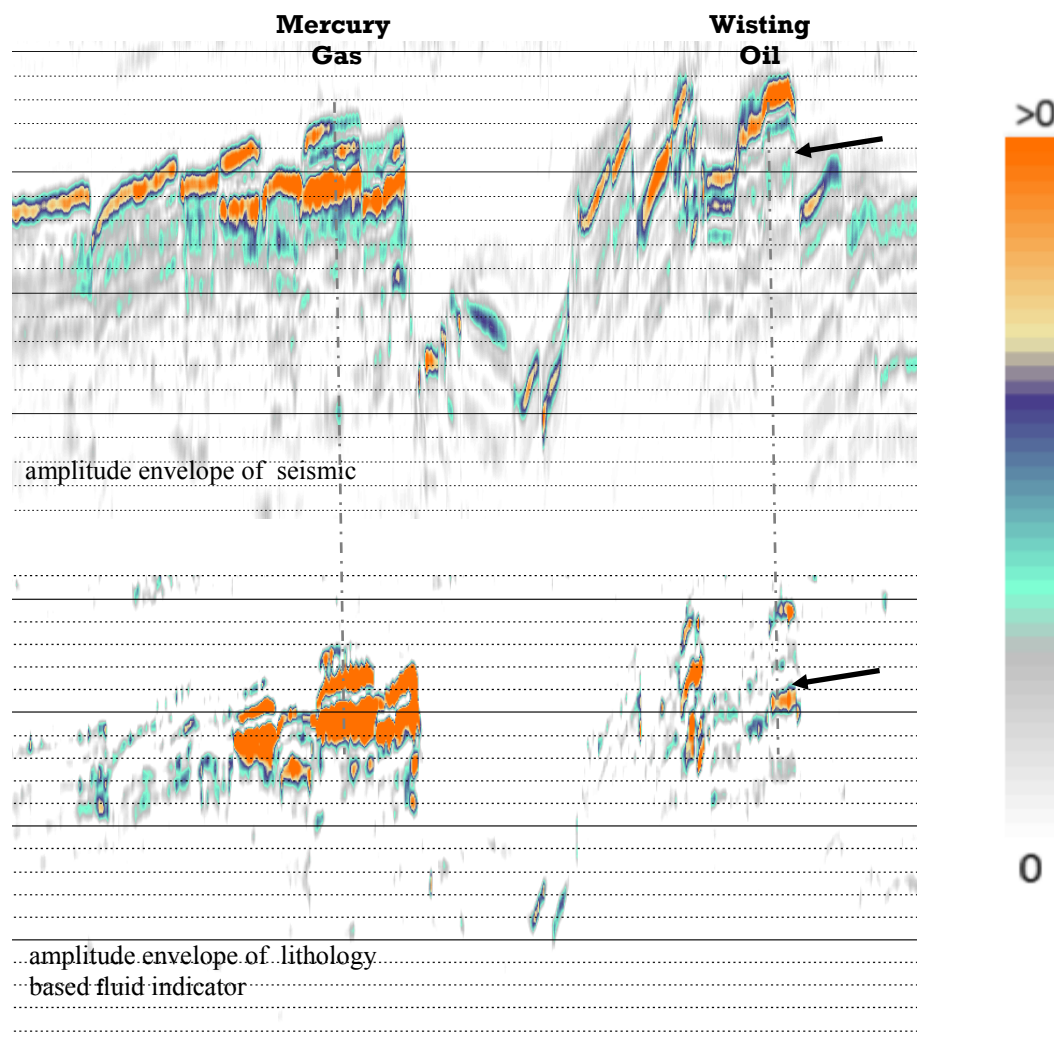 Mercury
Gas
Wisting
Oil
>0
amplitude envelope of seismic
0
amplitude envelope of lithology
based fluid indicator